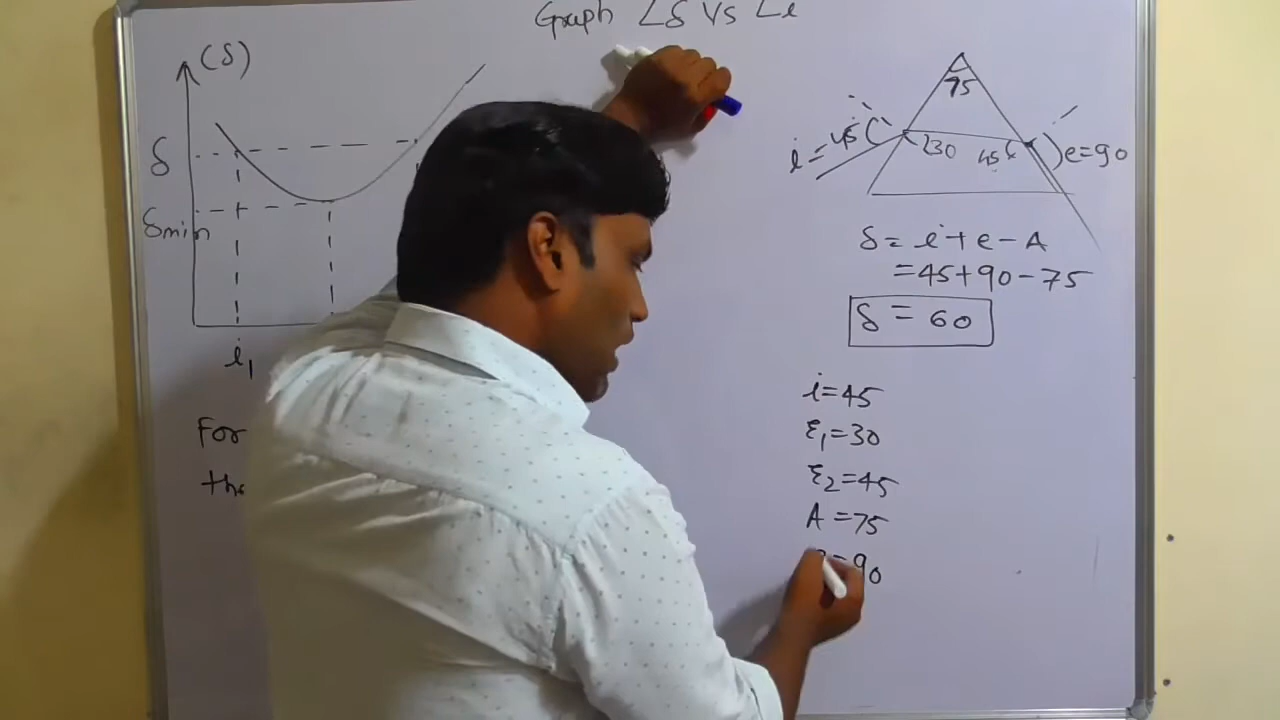 Graph ∠δ VS ∠i
(δ)
δ
δmin
i₁
For
the
75
i = 45
30
45
e=90
δ = i + e - A
= 45 + 90 - 75
δ = 60
i = 45
r₁ = 30
r₂ = 45
A = 75
= 90